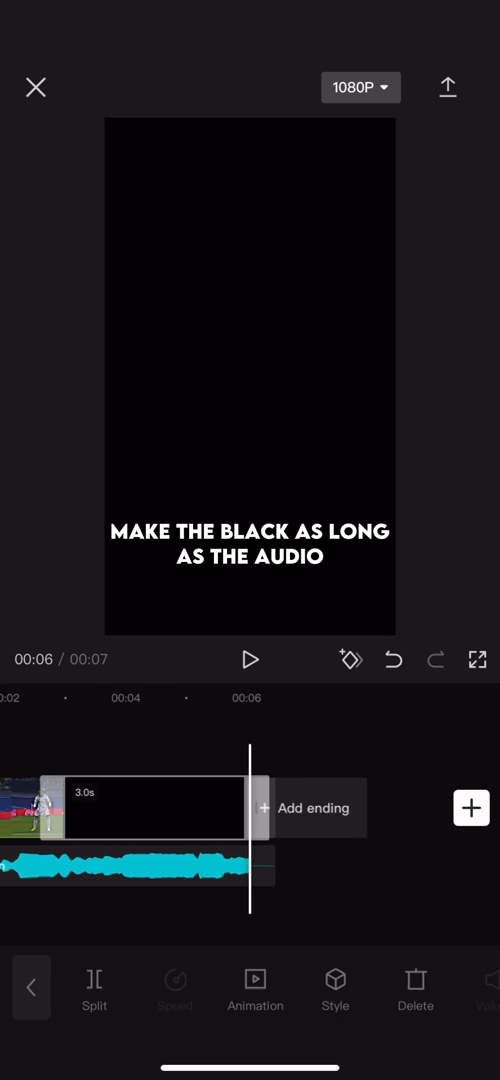 1080P
MAKE THE BLACK AS LONG
AS THE AUDIO
00:06 / 00:07
0:02
00:04
00:06
3.0s
Add ending
Split
Speed
Animation
Style
Delete